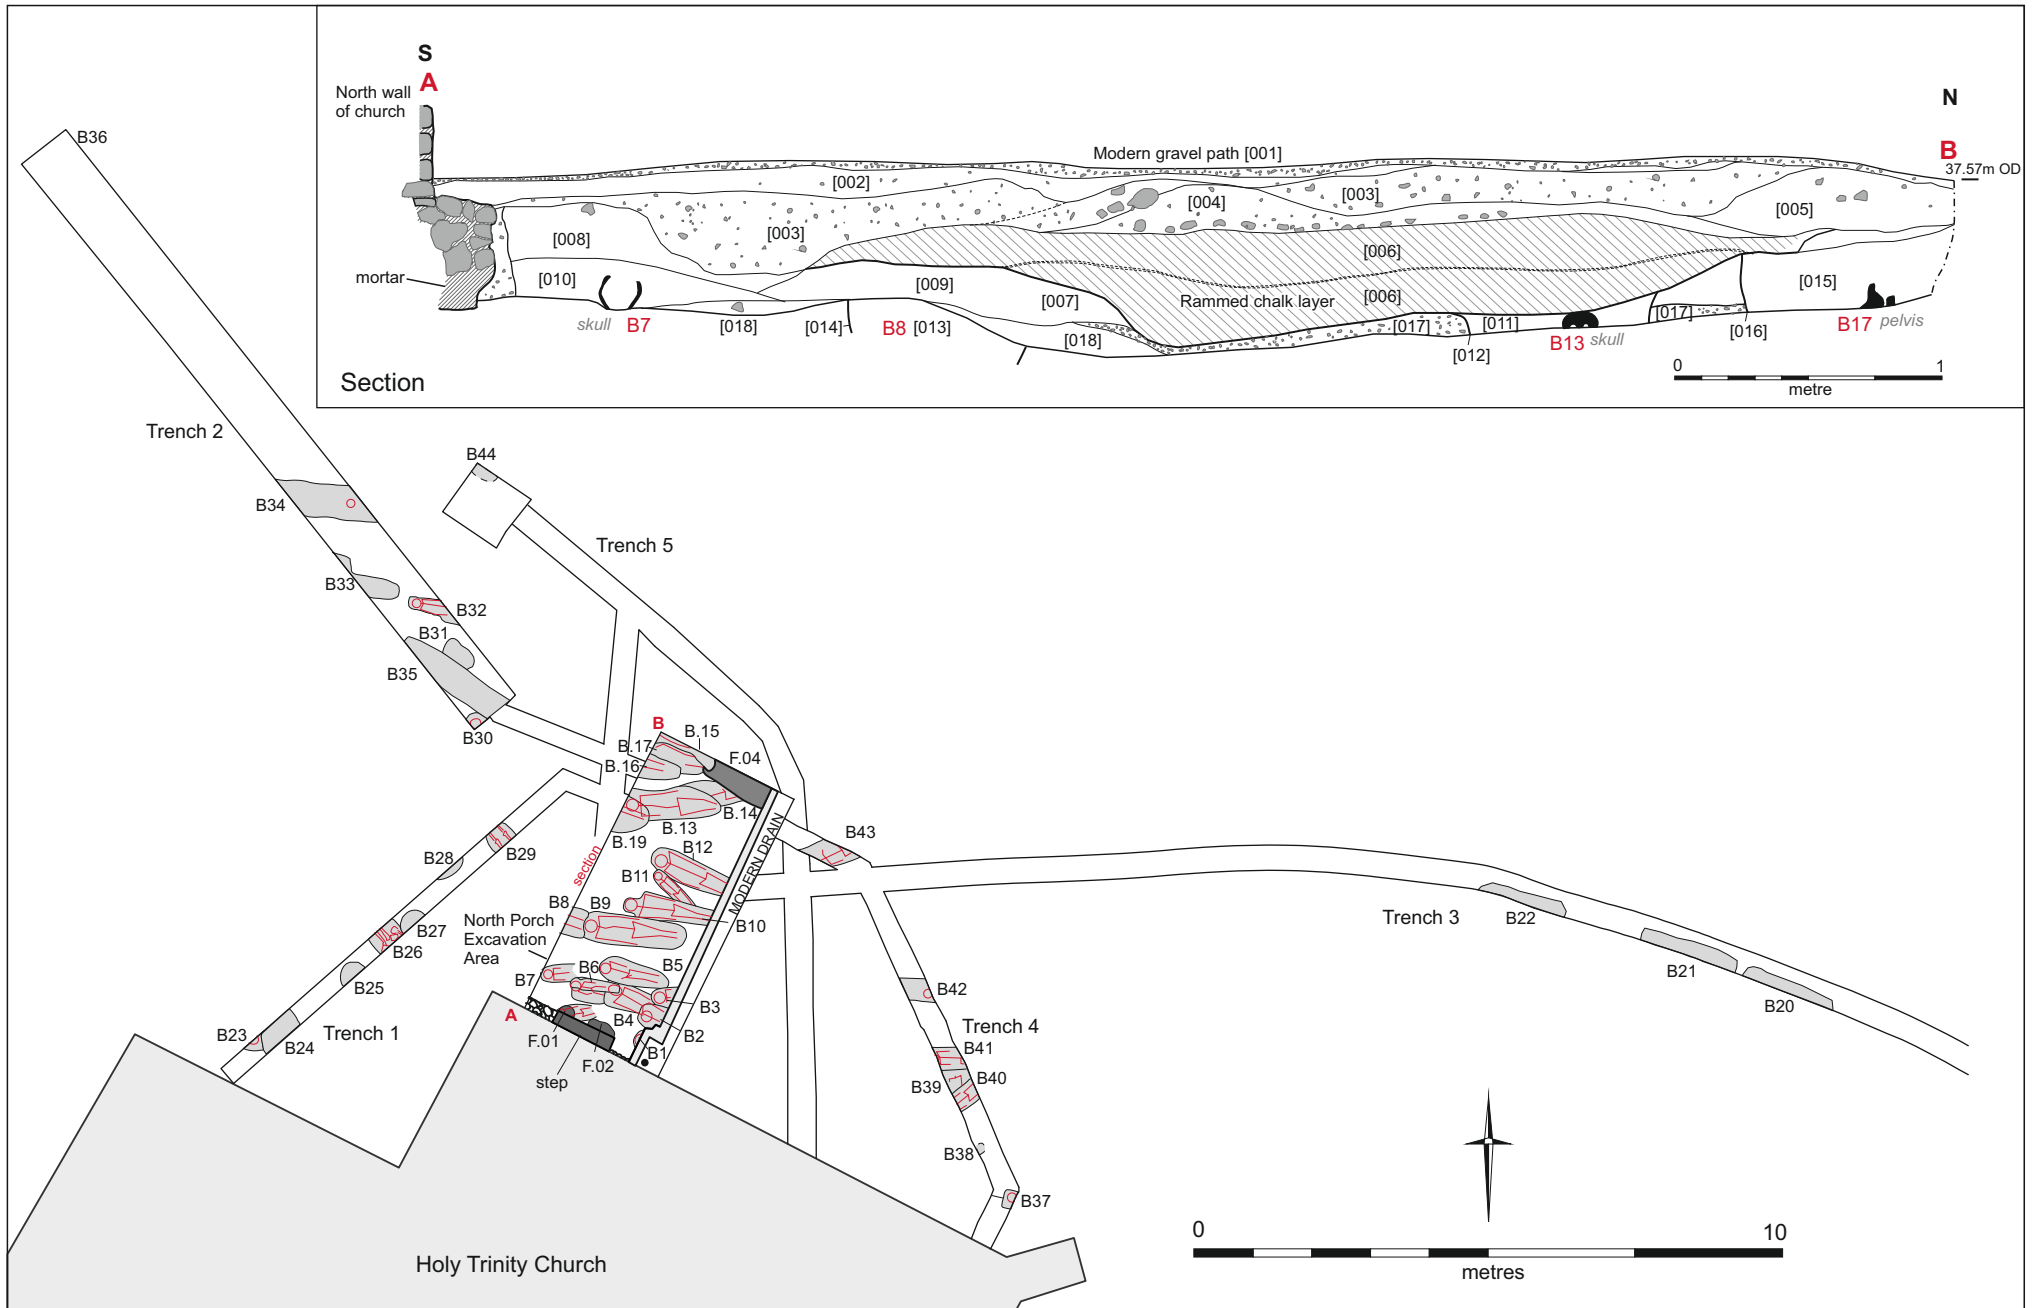 S
A
North wall
of church
N
B
37.57m OD
Modern gravel path [001]
[002]
[003]
[004]
[003]
[005]
[008]
[006]
[010]
[009]
[007]
Rammed chalk layer
[006]
[015]
mortar
skull
B7
[018]
[014]
B8
[013]
[018]
[017]
[012]
[011]
B13
skull
[017]
[016]
B17
pelvis
Section
0
1
metre
B36
Trench 2
B44
B34
Trench 5
B33
B32
B31
B35
B30
B
B.15
B.17
F.04
B.16
B.14
B.13
B.19
B43
B12
MODERN DRAIN
section
B11
B28
B29
B8
B9
B10
North Porch
Excavation
Area
B27
B26
B25
B6
B5
B7
B3
B4
B2
A
F.01
F.02
B1
step
B23
B24
Trench 1
Trench 3
B22
B21
B20
B42
Trench 4
B41
B40
B39
B38
B37
0
10
metres
Holy Trinity Church